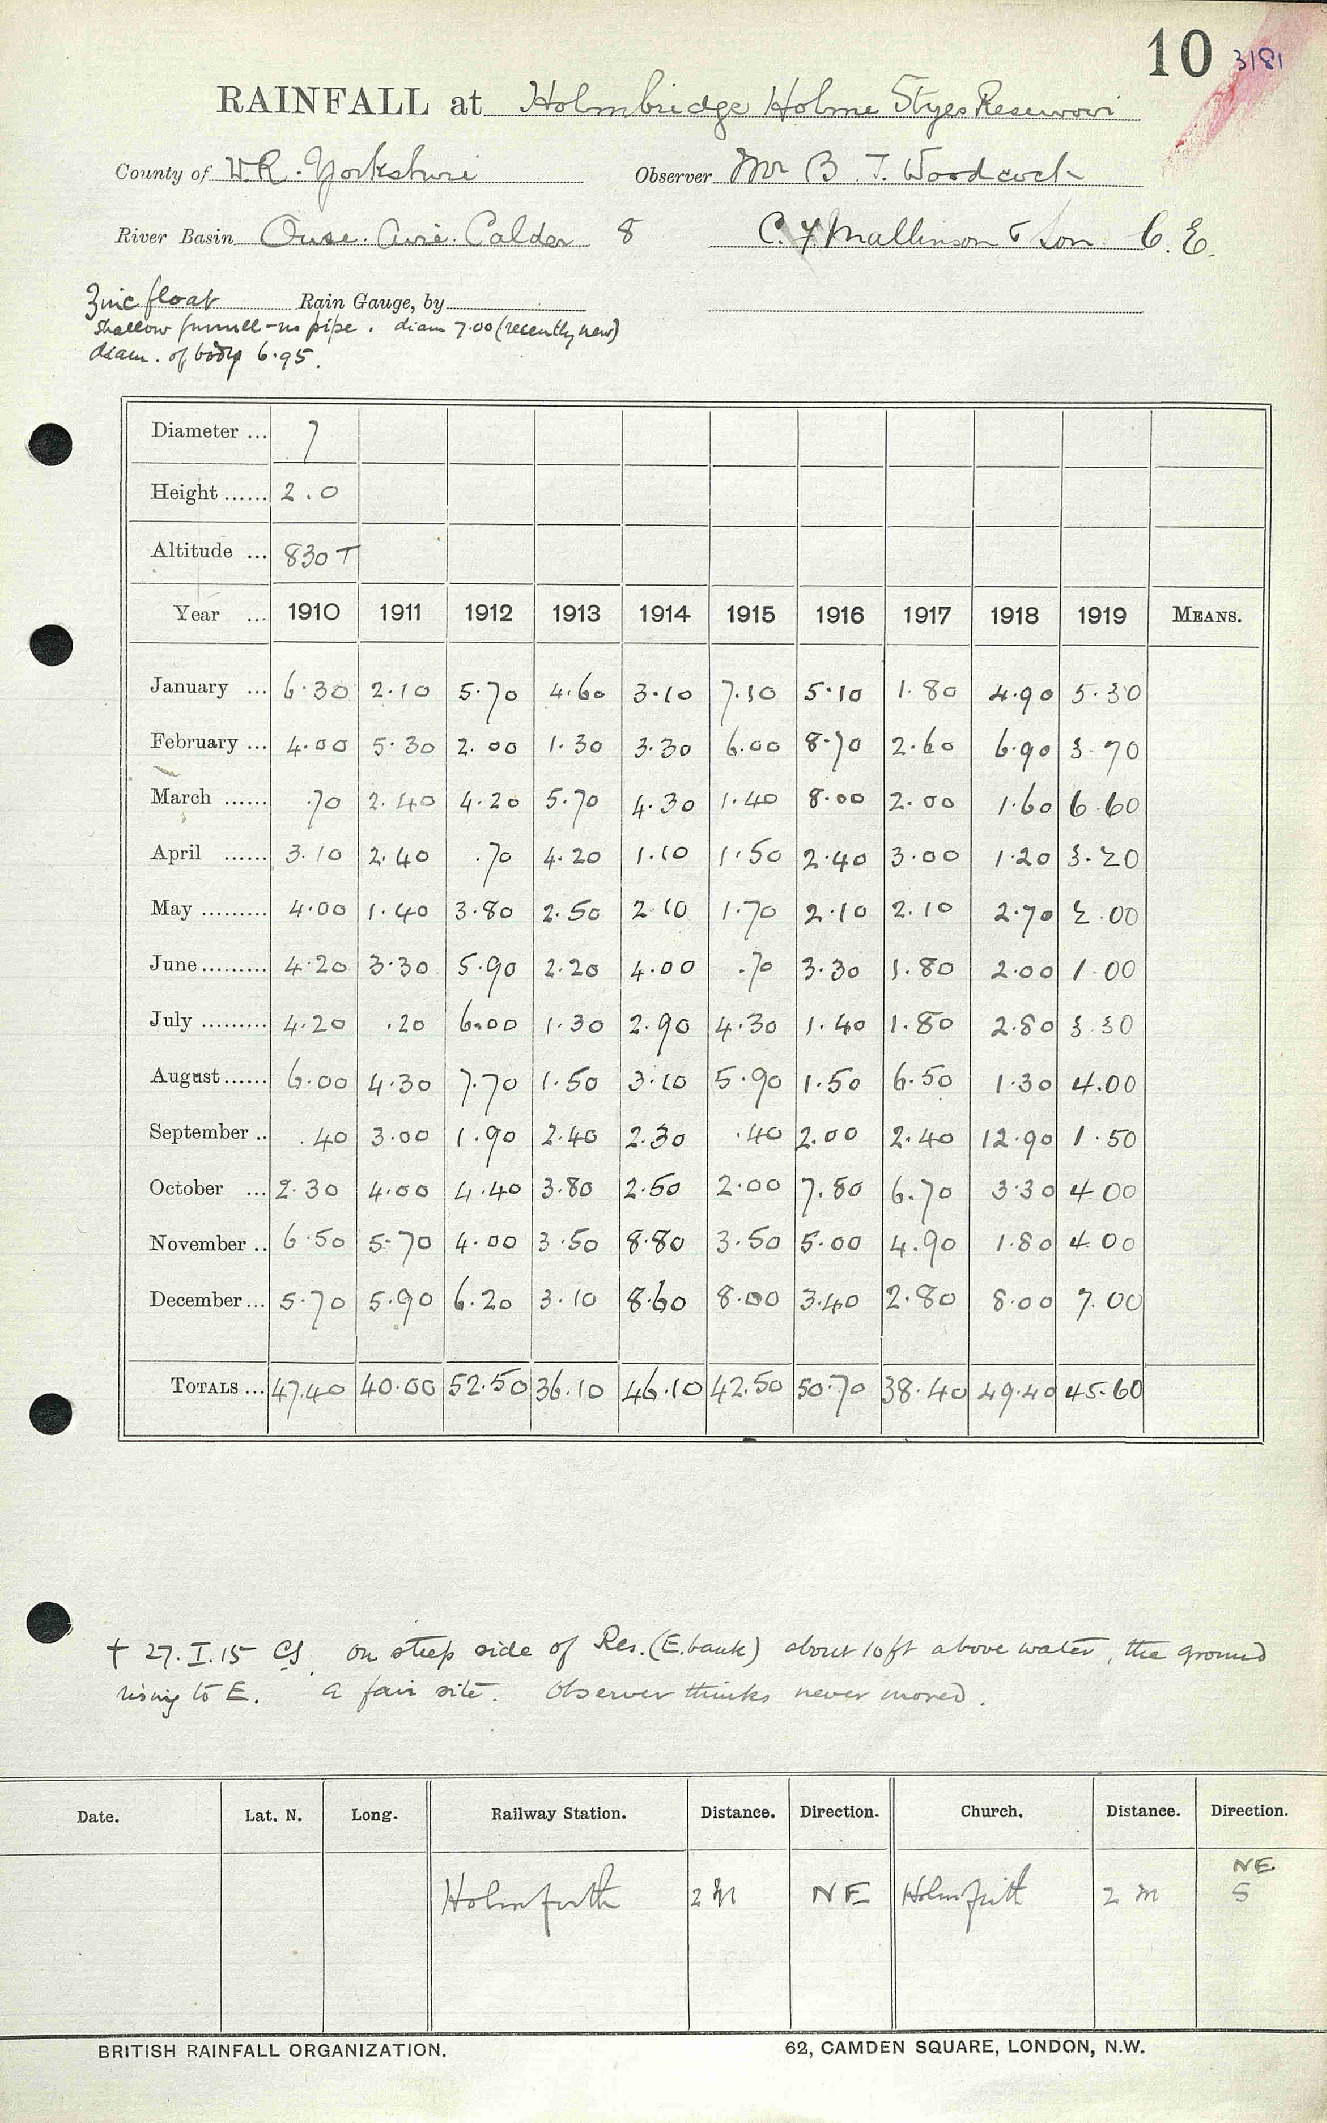 10 3181
RAINFALL at Holmbridge Holme Styes Reservoir
County of W.R. Yorkshire Observer Mr B. T. Woodcock
River Basin Ouse. Aire. Calder 8 C. F. Mallinson & Son C.E.
Zinc float Rain Gauge, by
shallow funnell - no pipe. diam 7.00 (recently new)
diam. of body 6.95.
Diameter ... 7
Height ...... 2.0
Altitude ... 830 T
Year ... 1910 1911 1912 1913 1914 1915 1916 1917 1918 1919 MEANS.
January ... 6.30 2.10 5.70 4.60 3.10 7.10 5.10 1.80 4.90 5.30
February ... 4.00 5.30 2.00 1.30 3.30 6.00 8.70 2.60 6.90 3.70
March ...... .70 2.40 4.20 5.70 4.30 1.40 8.00 2.00 1.60 6.60
April ...... 3.10 2.40 .70 4.20 1.10 1.50 2.40 3.00 1.20 3.20
May ......... 4.00 1.40 3.80 2.50 2.10 1.70 2.10 2.10 2.70 2.00
June ......... 4.20 3.30 5.90 2.20 4.00 .70 3.30 1.80 2.00 1.00
July ......... 4.20 .20 6.00 1.30 2.90 4.30 1.40 1.80 2.80 3.30
August ...... 6.00 4.30 7.70 1.50 3.10 5.90 1.50 6.50 1.30 4.00
September .. .40 3.00 1.90 2.40 2.30 .40 2.00 2.40 12.90 1.50
October ... 2.30 4.00 4.40 3.80 2.50 2.00 7.80 6.70 3.30 4.00
November .. 6.50 5.70 4.00 3.50 8.80 3.50 5.00 4.90 1.80 4.00
December ... 5.70 5.90 6.20 3.10 8.60 8.00 3.40 2.80 8.00 7.00
TOTALS ... 47.40 40.00 52.50 36.10 46.10 42.50 50.70 38.40 49.40 45.60
† 27.I.15 CS. on steep side of Res. (E. bank) about 10 ft above water, the ground
rising to E. A fair site. Observer thinks never moved.
Date. Lat. N. Long. Railway Station. Distance. Direction. Church. Distance. Direction.
NE.
Holmfirth 2 M NE Holmfirth 2 m S
BRITISH RAINFALL ORGANIZATION. 62, CAMDEN SQUARE, LONDON, N.W.